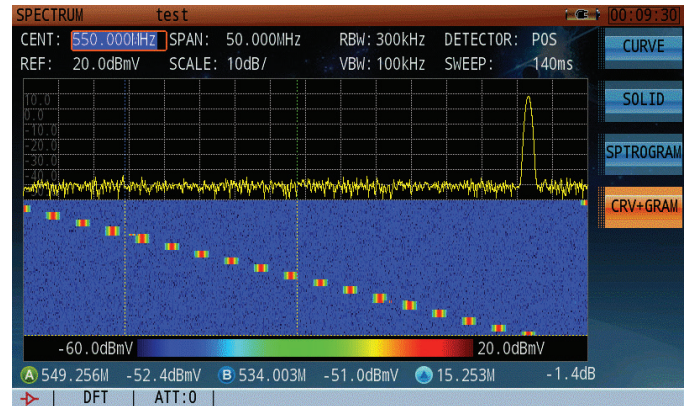 SPECTRUM test 00:09:30
CENT: 550.000MHz SPAN: 50.000MHz RBW: 300kHz DETECTOR: POS
REF: 20.0dBmV SCALE: 10dB/ VBW: 100kHz SWEEP: 140ms
CURVE
SOLID
SPTROGRAM
CRV+GRAM
10.0
0.0
-10.0
-20.0
-30.0
-40.0
-60.0dBmV 20.0dBmV
A 549.256M -52.4dBmV B 534.003M -51.0dBmV 15.253M -1.4dB
DFT ATT:0